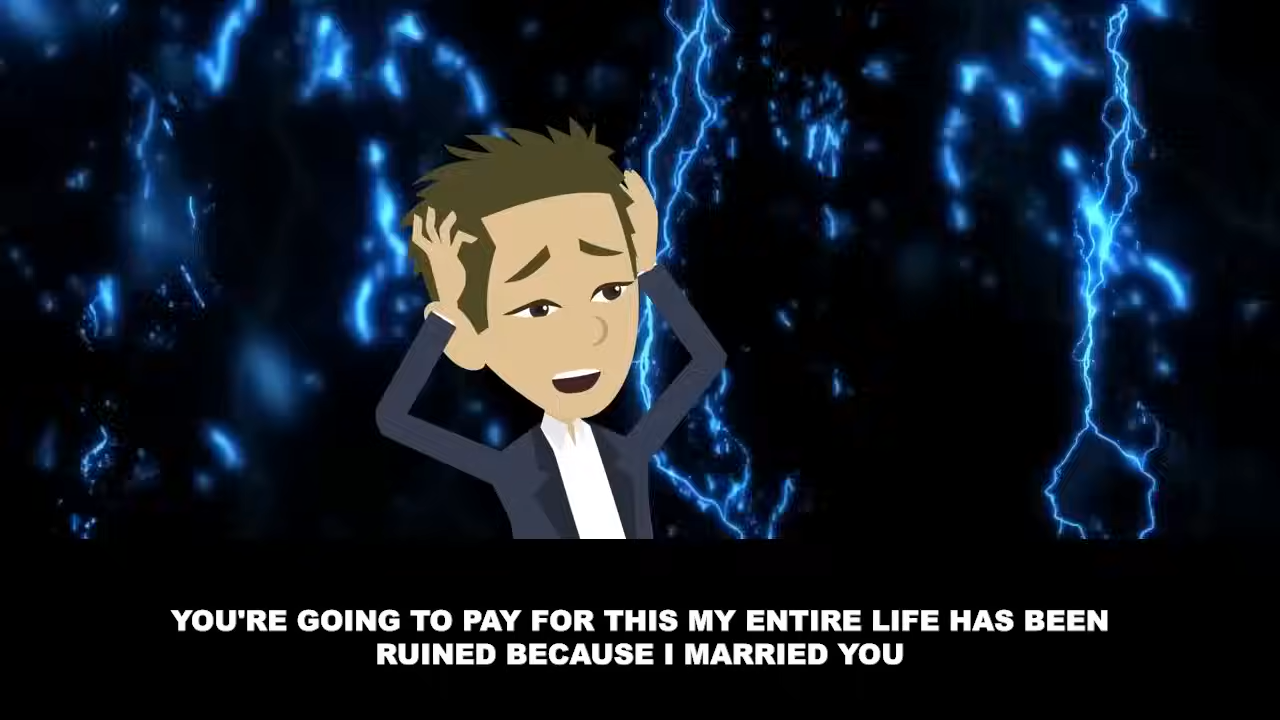 YOU'RE GOING TO PAY FOR THIS MY ENTIRE LIFE HAS BEEN
RUINED BECAUSE I MARRIED YOU